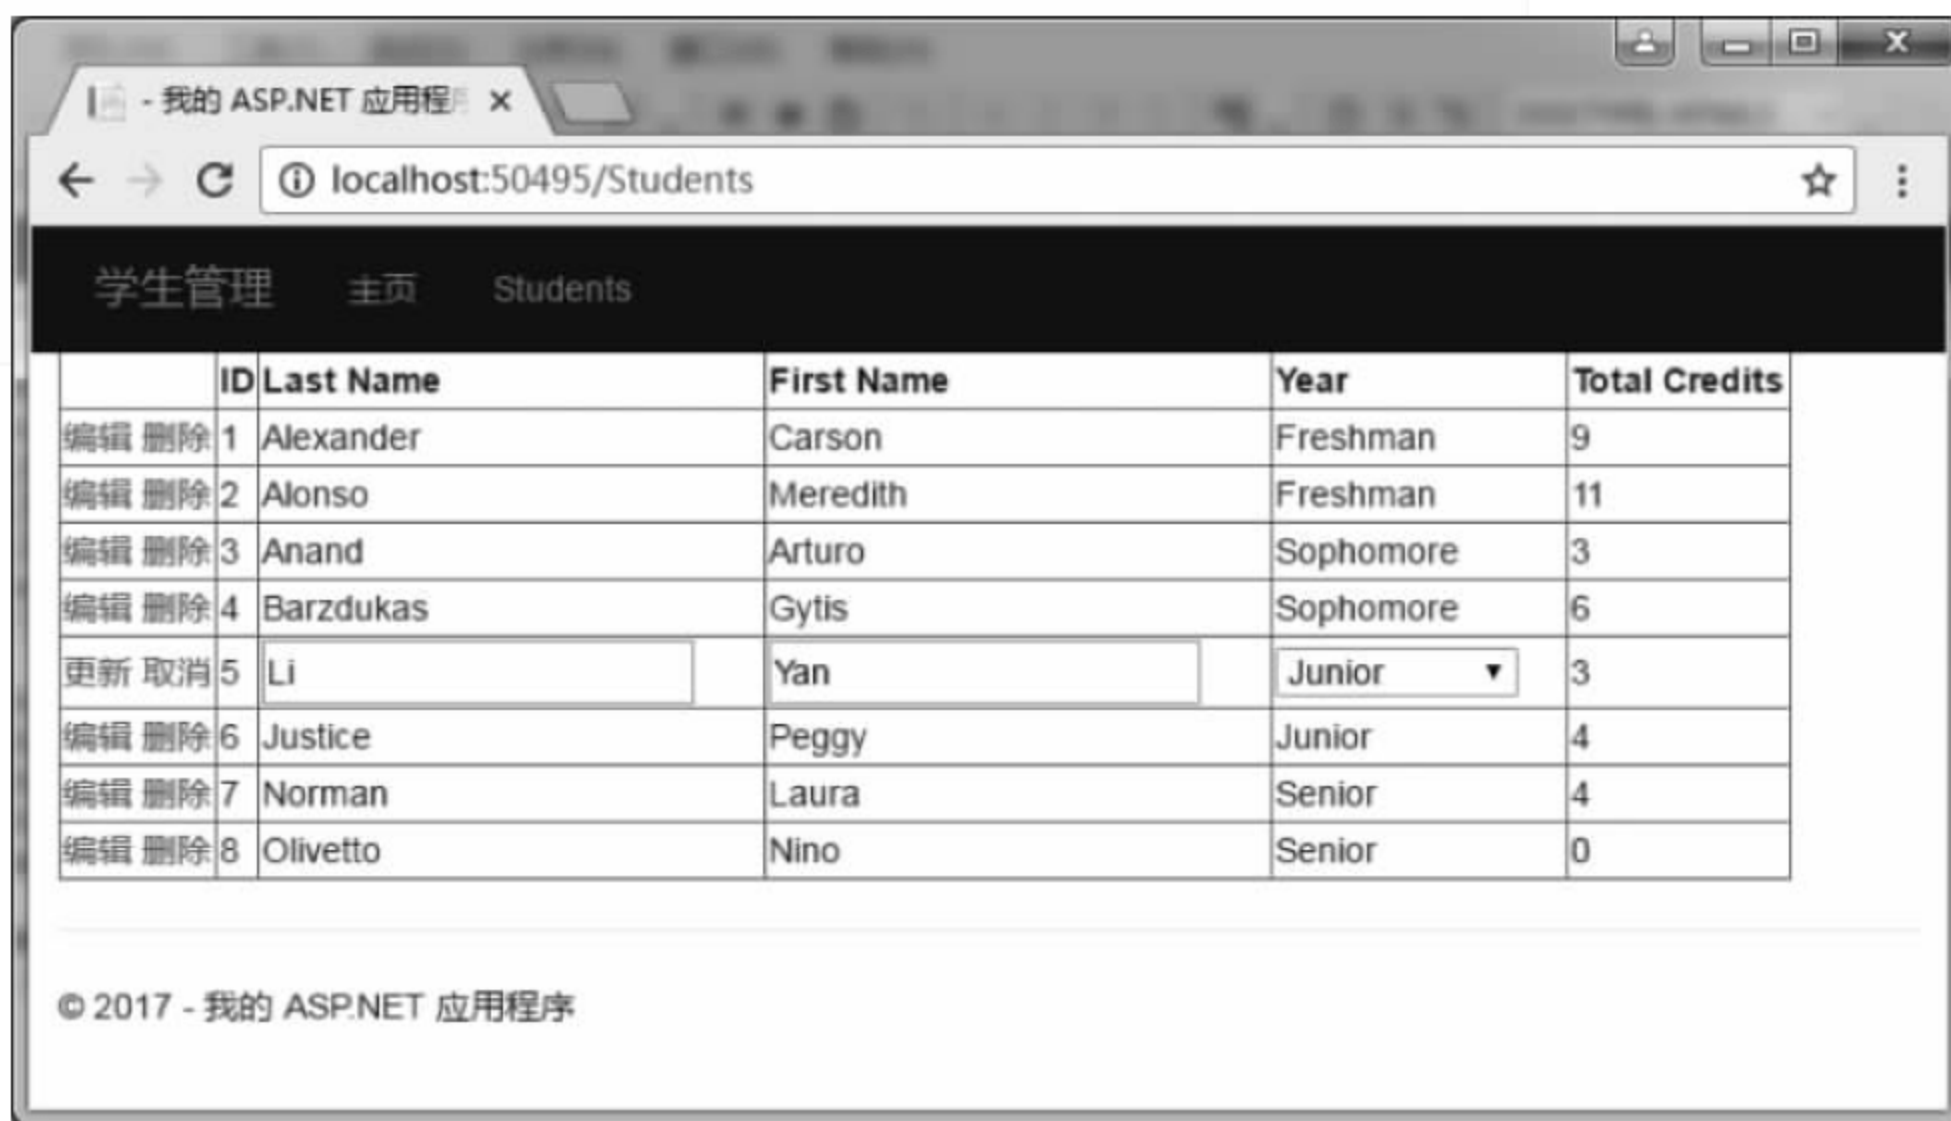 - 我的 ASP.NET 应用程
localhost:50495/Students
学生管理 主页 Students
ID Last Name First Name Year Total Credits
编辑 删除 1 Alexander Carson Freshman 9
编辑 删除 2 Alonso Meredith Freshman 11
编辑 删除 3 Anand Arturo Sophomore 3
编辑 删除 4 Barzdukas Gytis Sophomore 6
更新 取消 5 Li Yan Junior 3
编辑 删除 6 Justice Peggy Junior 4
编辑 删除 7 Norman Laura Senior 4
编辑 删除 8 Olivetto Nino Senior 0
© 2017 - 我的 ASP.NET 应用程序